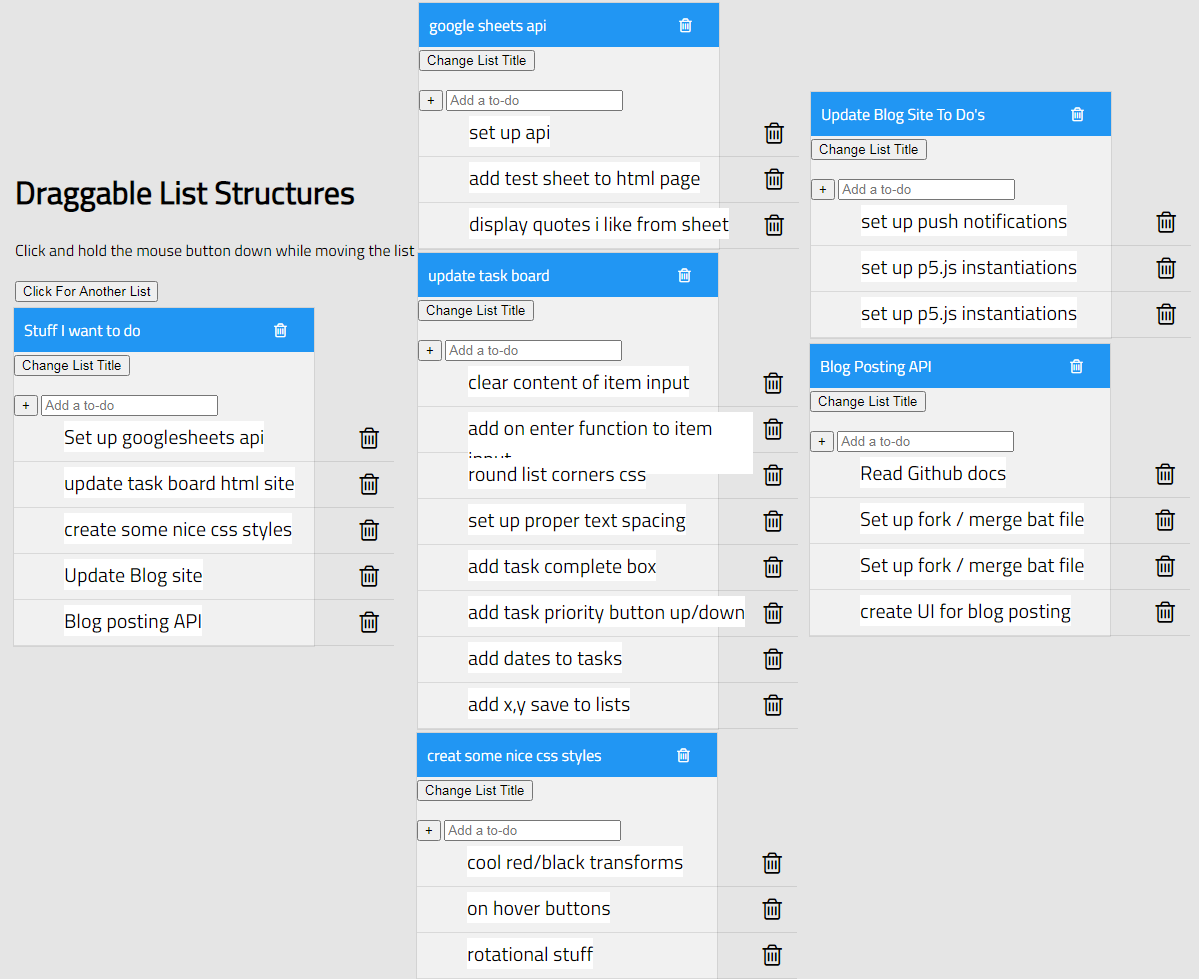 Draggable List Structures
Click and hold the mouse button down while moving the list
Click For Another List
Stuff I want to do
Change List Title
+ Add a to-do
Set up googlesheets api
update task board html site
create some nice css styles
Update Blog site
Blog posting API
google sheets api
Change List Title
+ Add a to-do
set up api
add test sheet to html page
display quotes i like from sheet
update task board
Change List Title
+ Add a to-do
clear content of item input
add on enter function to item
input
round list corners css
set up proper text spacing
add task complete box
add task priority button up/down
add dates to tasks
add x,y save to lists
creat some nice css styles
Change List Title
+ Add a to-do
cool red/black transforms
on hover buttons
rotational stuff
Update Blog Site To Do's
Change List Title
+ Add a to-do
set up push notifications
set up p5.js instantiations
set up p5.js instantiations
Blog Posting API
Change List Title
+ Add a to-do
Read Github docs
Set up fork / merge bat file
Set up fork / merge bat file
create UI for blog posting